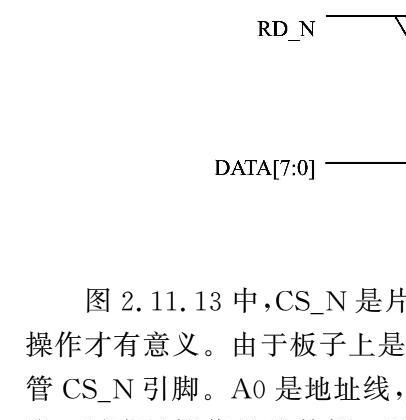 RD_N
DATA[7:0]
图 2.11.13 中,CS_N 是片
操作才有意义。由于板子上是
管 CS_N 引脚。A0 是地址线,